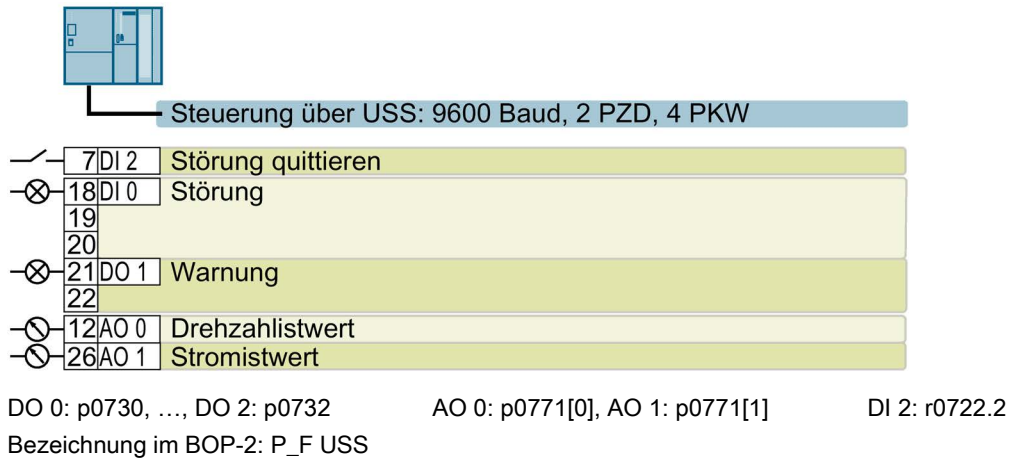 Steuerung über USS: 9600 Baud, 2 PZD, 4 PKW
7 DI 2 Störung quittieren
18 DI 0 Störung
19
20
21 DO 1 Warnung
22
12 AO 0 Drehzahlistwert
26 AO 1 Stromistwert
DO 0: p0730, …, DO 2: p0732 AO 0: p0771[0], AO 1: p0771[1] DI 2: r0722.2
Bezeichnung im BOP-2: P_F USS